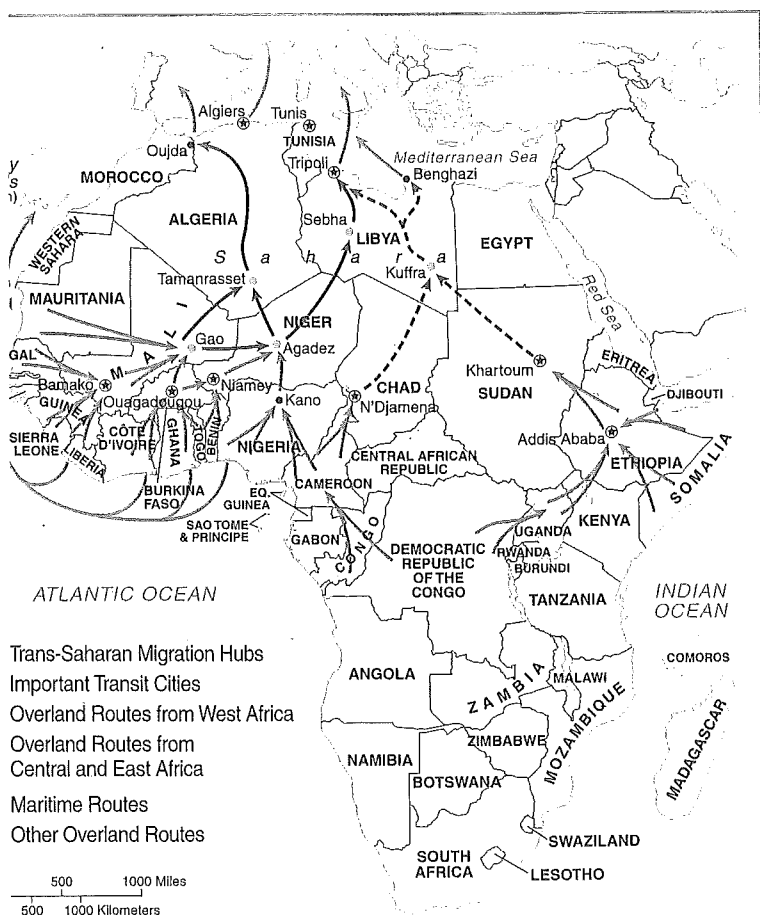 Algiers
Tunis
TUNISIA
Oujda
Tripoli
Mediterranean Sea
Benghazi
y
s
n)
MOROCCO
Sebha
ALGERIA
LIBYA
EGYPT
WESTERN
SAHARA
S a h a r a
Kuffra
Tamanrasset
Red Sea
MAURITANIA
MALI
NIGER
Gao
Agadez
Khartoum
ERITREA
GAL
Bamako
Niamey
CHAD
SUDAN
DJIBOUTI
GUINEA
Ouagadougou
Kano
N'Djamena
Addis Ababa
SIERRA
LEONE
LIBERIA
CÔTE
D'IVOIRE
GHANA
TOGO
BENIN
NIGERIA
CENTRAL AFRICAN
REPUBLIC
ETHIOPIA
SOMALIA
BURKINA
FASO
EQ.
GUINEA
CAMEROON
SAO TOME
& PRINCIPE
GABON
CONGO
DEMOCRATIC
REPUBLIC
OF THE
CONGO
UGANDA
KENYA
RWANDA
BURUNDI
TANZANIA
ATLANTIC OCEAN
INDIAN
OCEAN
COMOROS
Trans-Saharan Migration Hubs
Important Transit Cities
Overland Routes from West Africa
Overland Routes from
Central and East Africa
Maritime Routes
Other Overland Routes
ANGOLA
ZAMBIA
MALAWI
MOZAMBIQUE
MADAGASCAR
ZIMBABWE
NAMIBIA
BOTSWANA
SWAZILAND
SOUTH
AFRICA
LESOTHO
500 1000 Miles
500 1000 Kilometers